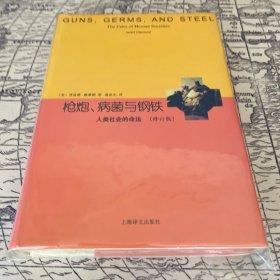 GUNS, GERMS, AND STEEL
The Fates of Human Societies
Jared Diamond
枪炮、病菌与钢铁
人类社会的命运 (修订版)
上海译文出版社